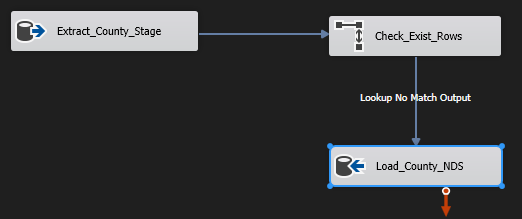 Extract_County_Stage
Check_Exist_Rows
Lookup No Match Output
Load_County_NDS